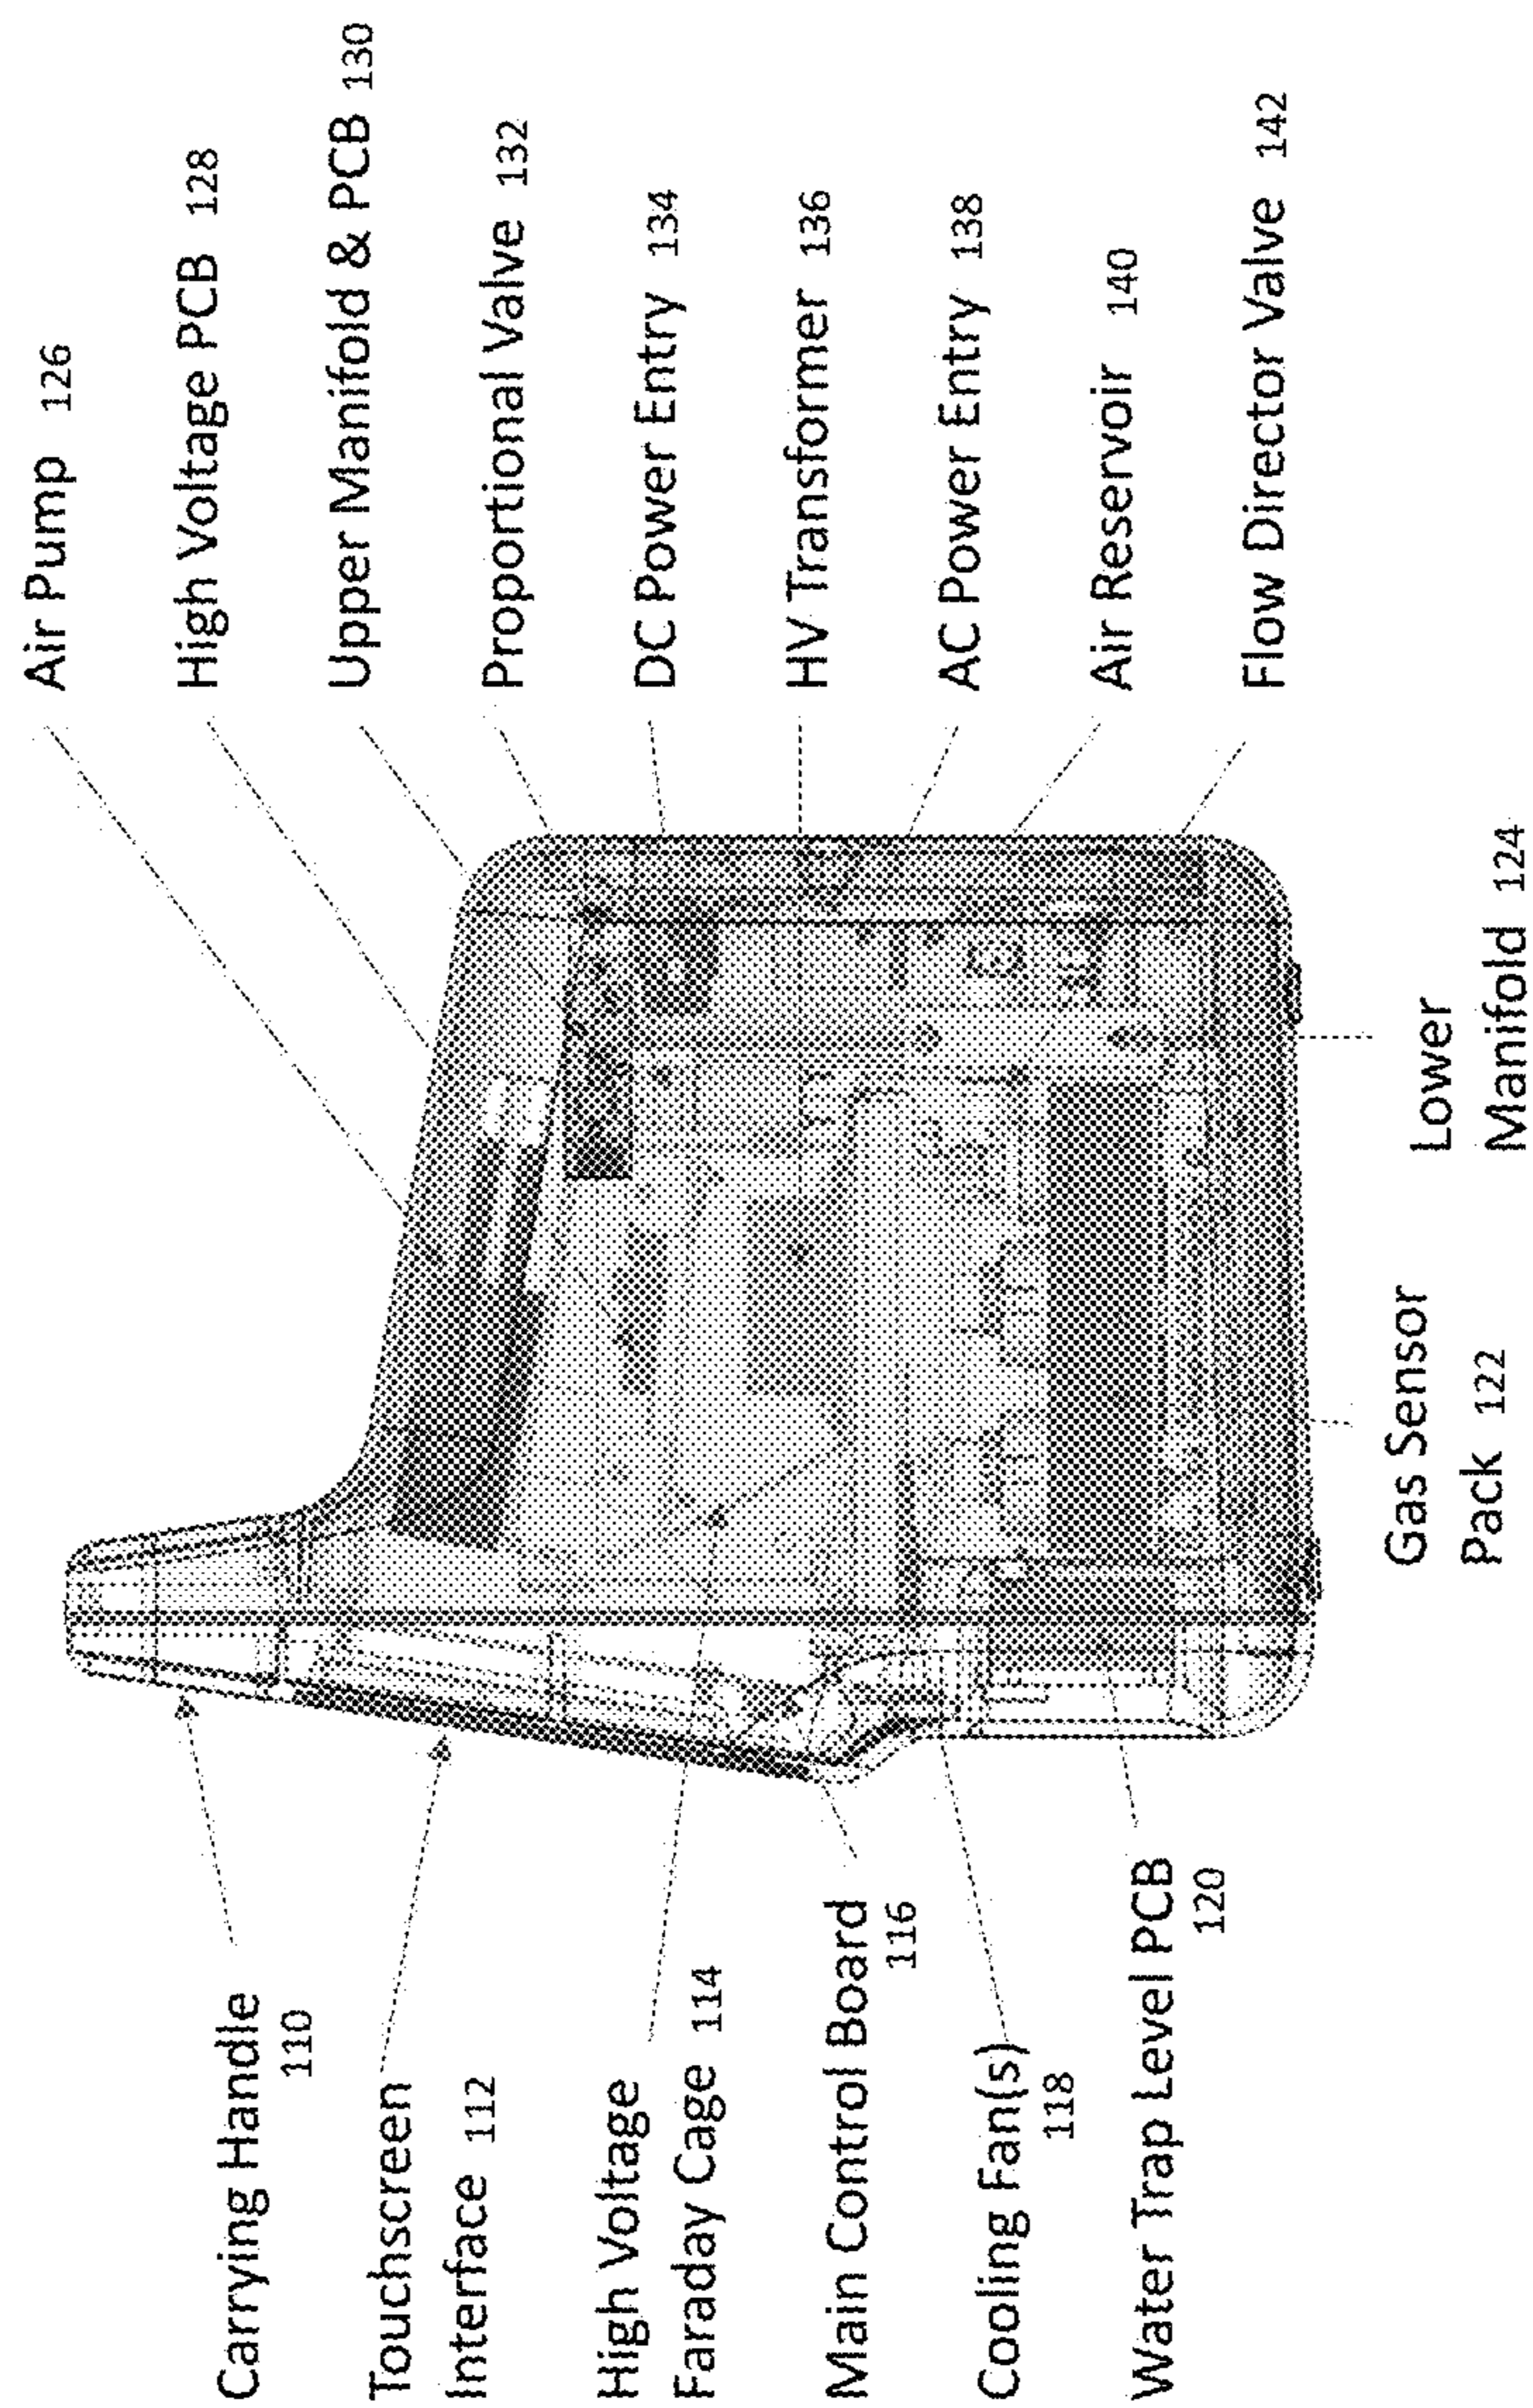 Carrying Handle
110
Touchscreen
Interface 112
High Voltage
Faraday Cage 114
Main Control Board
116
Cooling Fan(s)
118
Water Trap Level PCB
120
Gas Sensor
Pack 122
Lower
Manifold 124
Air Pump 126
High Voltage PCB 128
Upper Manifold & PCB 130
Proportional Valve 132
DC Power Entry 134
HV Transformer 136
AC Power Entry 138
Air Reservoir 140
Flow Director Valve 142